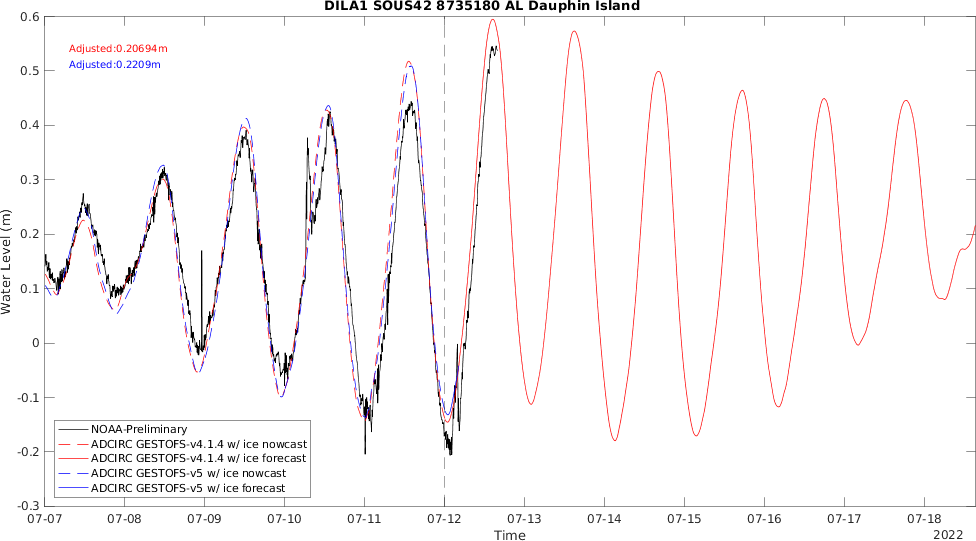 DILA1 SOUS42 8735180 AL Dauphin Island
Adjusted:0.20694m
Adjusted:0.2209m
0.6
0.5
0.4
0.3
0.2
0.1
0
-0.1
-0.2
-0.3
Water Level (m)
NOAA-Preliminary
ADCIRC GESTOFS-v4.1.4 w/ ice nowcast
ADCIRC GESTOFS-v4.1.4 w/ ice forecast
ADCIRC GESTOFS-v5 w/ ice nowcast
ADCIRC GESTOFS-v5 w/ ice forecast
07-07 07-08 07-09 07-10 07-11 07-12 07-13 07-14 07-15 07-16 07-17 07-18
Time
2022